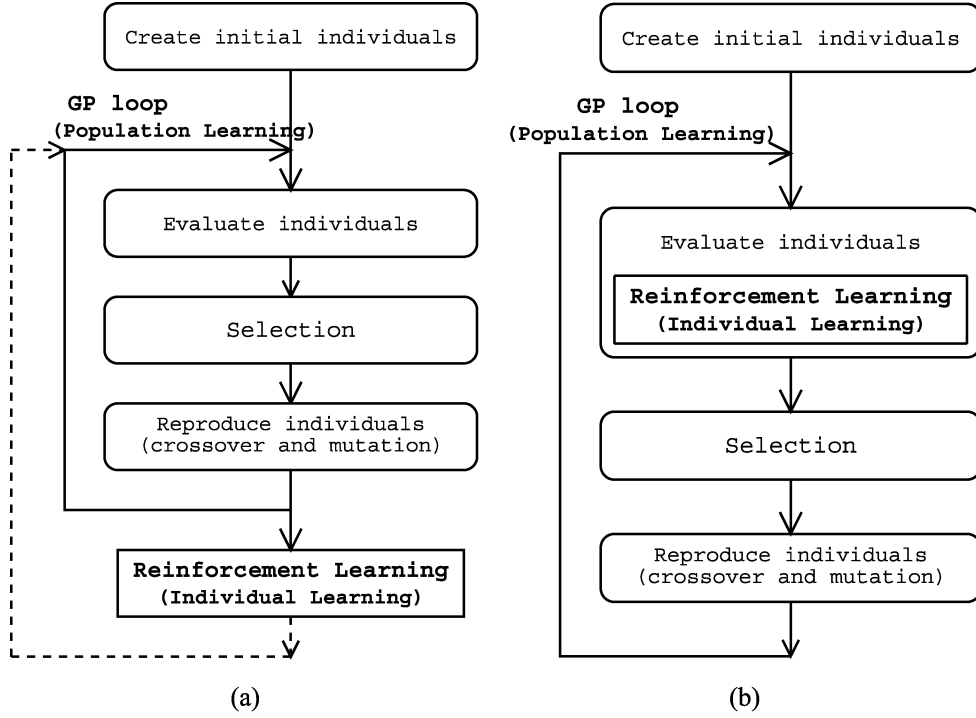 Create initial individuals
GP loop
(Population Learning)
Evaluate individuals
Selection
Reproduce individuals
(crossover and mutation)
Reinforcement Learning
(Individual Learning)
(a)
Create initial individuals
GP loop
(Population Learning)
Evaluate individuals
Reinforcement Learning
(Individual Learning)
Selection
Reproduce individuals
(crossover and mutation)
(b)